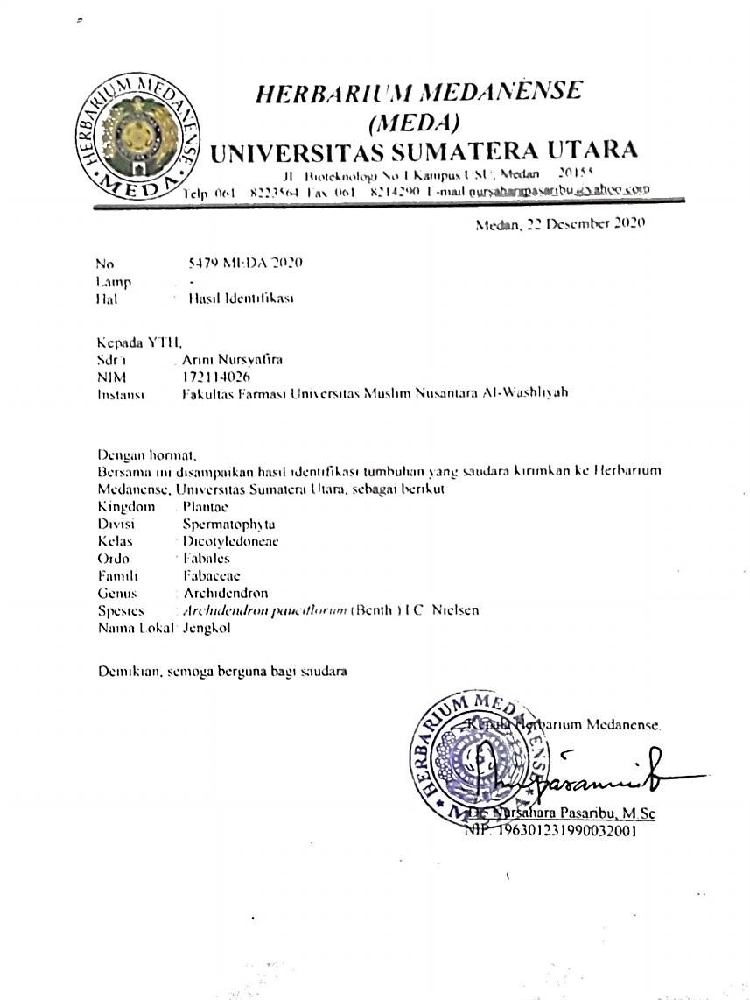 HERBARIUM MEDANENSE
(MEDA)
UNIVERSITAS SUMATERA UTARA
Jl. Bioteknologi No.1 Kampus USU, Medan - 20155
Telp. 061 - 8223564 Fax. 061 - 8214290 E-mail nursaharapasaribu@yahoo.com
HERBARIUM MEDANENSE
MEDA
Medan, 22 Desember 2020
No : 5479/MEDA/2020
Lamp : -
Hal : Hasil Identifikasi
Kepada YTH,
Sdr/i : Arini Nursyafira
NIM : 172114026
Instansi : Fakultas Farmasi Universitas Muslim Nusantara Al-Washliyah
Dengan hormat,
Bersama ini disampaikan hasil identifikasi tumbuhan yang saudara kirimkan ke Herbarium
Medanense, Universitas Sumatera Utara, sebagai berikut
Kingdom : Plantae
Divisi : Spermatophyta
Kelas : Dicotyledoneae
Ordo : Fabales
Famili : Fabaceae
Genus : Archidendron
Spesies : Archidendron pauciflorum (Benth.) I.C. Nielsen
Nama Lokal: Jengkol
Demikian, semoga berguna bagi saudara
Kepala Herbarium Medanense.
HERBARIUM MEDANENSE
MEDA
Dr. Nursahara Pasaribu, M.Sc
NIP. 196301231990032001